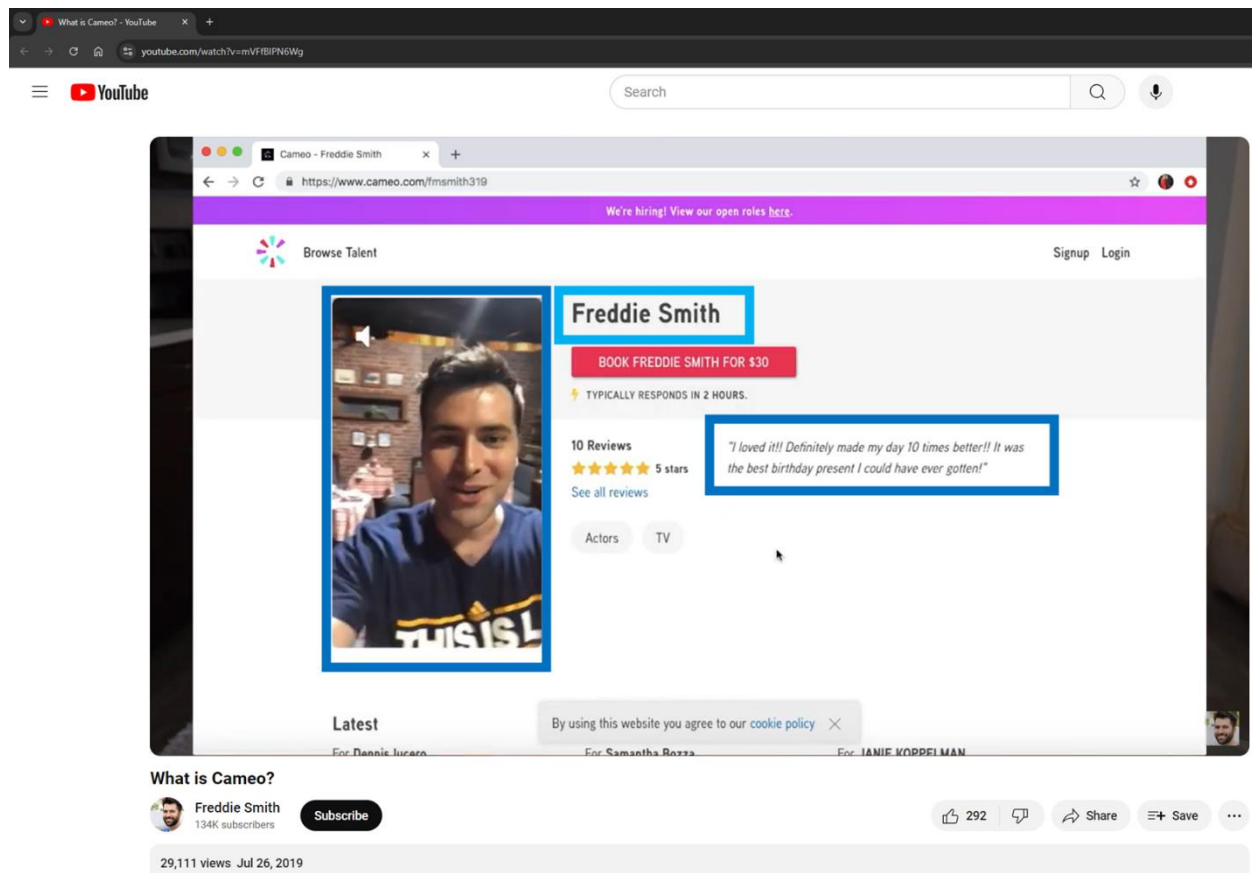 What is Cameo? - YouTube
youtube.com/watch?v=mVFfBIPN6Wg
YouTube
Search
Cameo - Freddie Smith
https://www.cameo.com/fmsmith319
We're hiring! View our open roles here.
Browse Talent
Signup Login
Freddie Smith
BOOK FREDDIE SMITH FOR $30
TYPICALLY RESPONDS IN 2 HOURS.
10 Reviews
5 stars
See all reviews
"I loved it!! Definitely made my day 10 times better!! It was
the best birthday present I could have ever gotten!"
Actors TV
THIS IS L
Latest
By using this website you agree to our cookie policy
For Dennis lucero
For Samantha Bozza
For JANIE KOPPELMAN
What is Cameo?
Freddie Smith
134K subscribers
Subscribe
292
Share
Save
29,111 views Jul 26, 2019